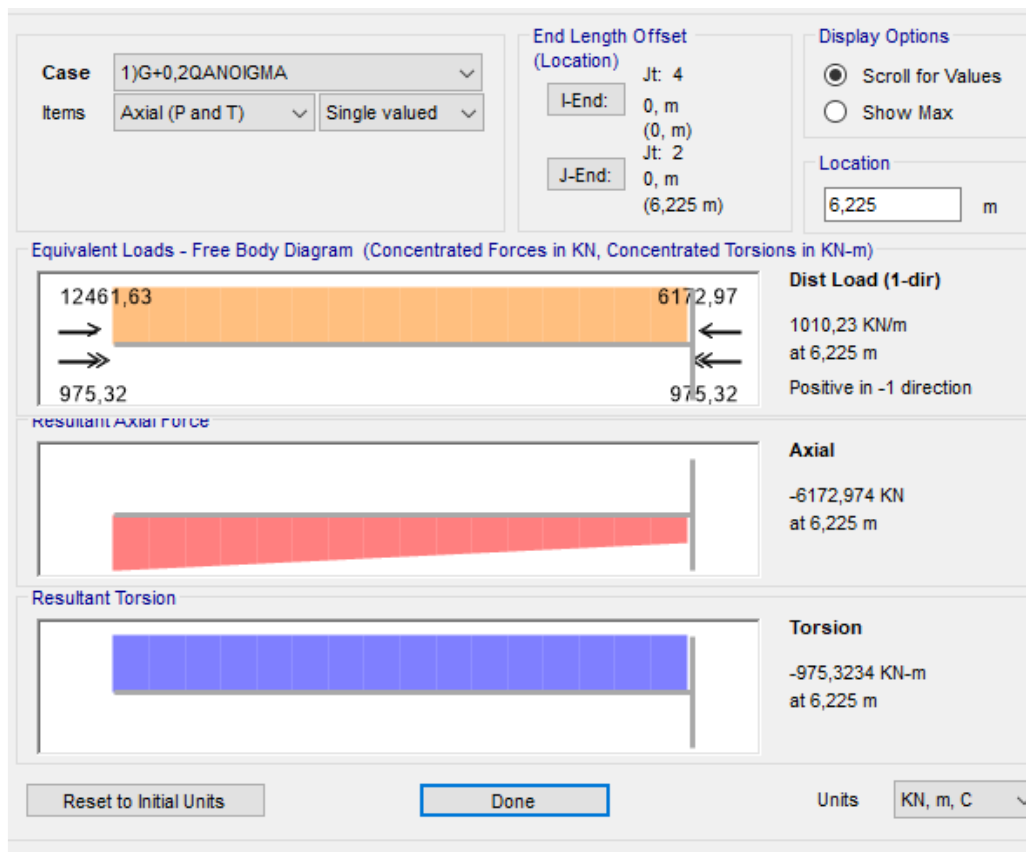 Case 1)G+0,2QANOIGMA
Items Axial (P and T) Single valued
End Length Offset
(Location)
Jt: 4
I-End: 0, m
(0, m)
Jt: 2
J-End: 0, m
(6,225 m)
Display Options
Scroll for Values
Show Max
Location
6,225 m
Equivalent Loads - Free Body Diagram (Concentrated Forces in KN, Concentrated Torsions in KN-m)
12461,63 6172,97
975,32 975,32
Dist Load (1-dir)
1010,23 KN/m
at 6,225 m
Positive in -1 direction
Resultant Axial Force
Axial
-6172,974 KN
at 6,225 m
Resultant Torsion
Torsion
-975,3234 KN-m
at 6,225 m
Reset to Initial Units Done Units KN, m, C